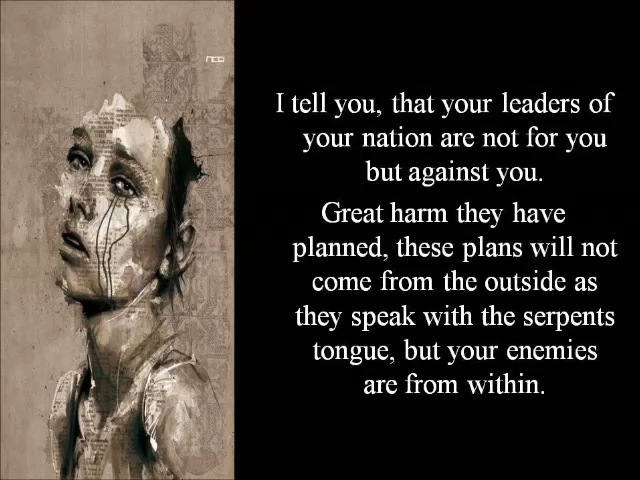 I tell you, that your leaders of
your nation are not for you
but against you.
Great harm they have
planned, these plans will not
come from the outside as
they speak with the serpents
tongue, but your enemies
are from within.